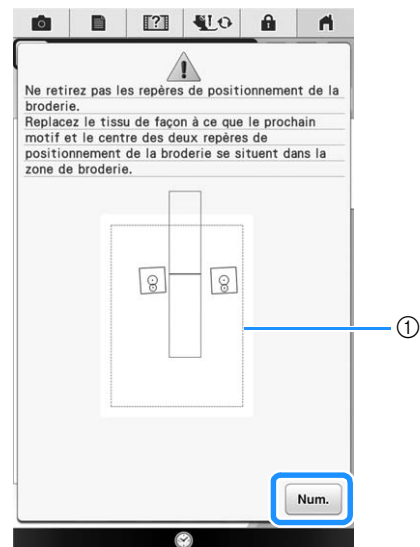 Ne retirez pas les repères de positionnement de la
broderie.
Replacez le tissu de façon à ce que le prochain
motif et le centre des deux repères de
positionnement de la broderie se situent dans la
zone de broderie.
①
Num.